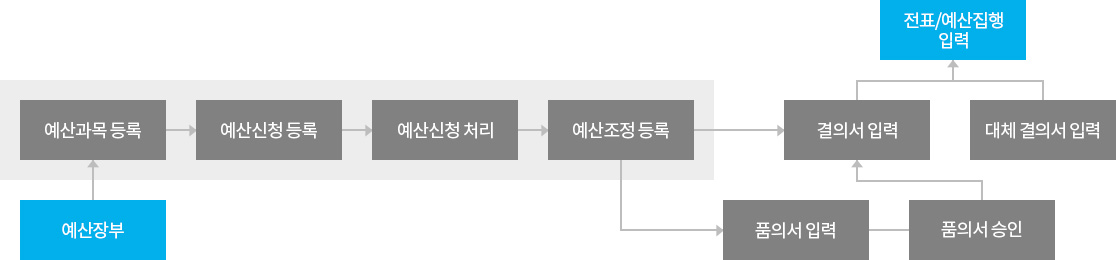 전표/예산집행
입력
예산과목 등록
예산신청 등록
예산신청 처리
예산조정 등록
결의서 입력
대체 결의서 입력
예산장부
품의서 입력
품의서 승인